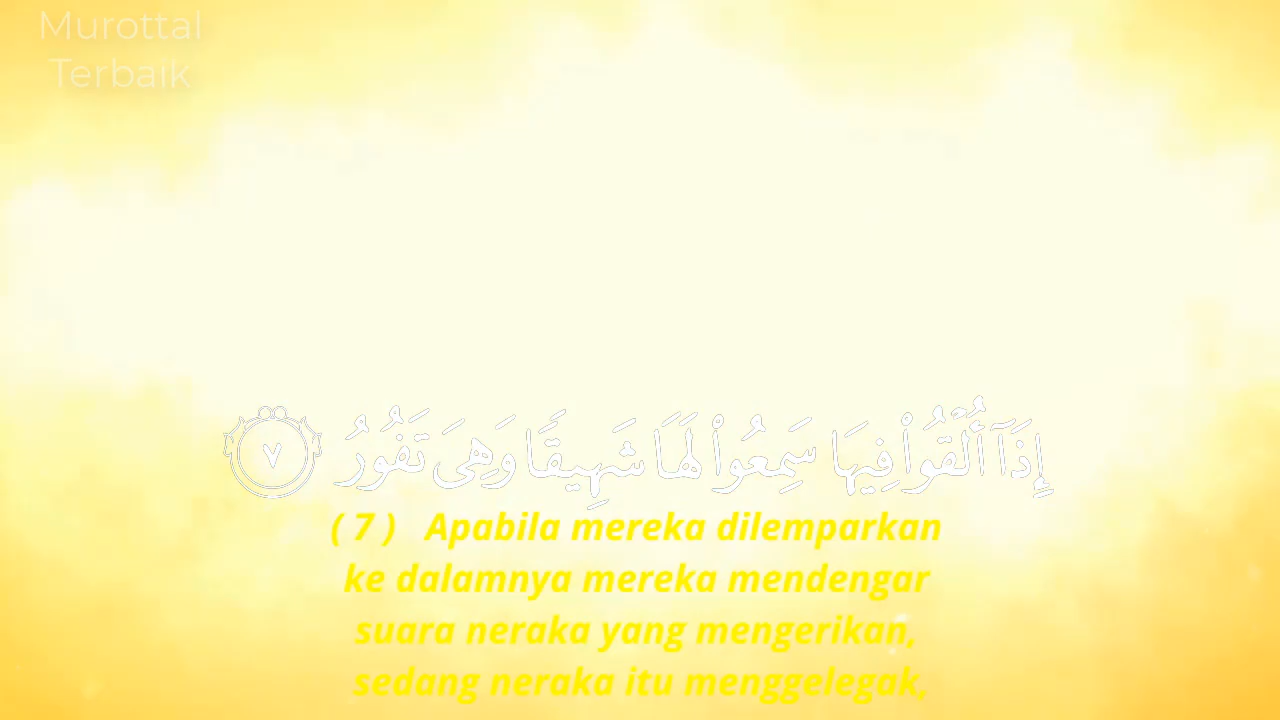 Murottal
Terbaik
إِذَآ أُلْقُوا۟ فِيهَا سَمِعُوا۟ لَهَا شَهِيقًا وَهِىَ تَفُورُ ٧
( 7 ) Apabila mereka dilemparkan
ke dalamnya mereka mendengar
suara neraka yang mengerikan,
sedang neraka itu menggelegak,